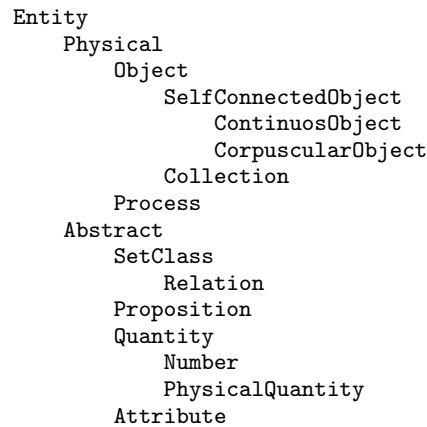 Entity
Physical
Object
SelfConnectedObject
ContinuosObject
CorpuscularObject
Collection
Process
Abstract
SetClass
Relation
Proposition
Quantity
Number
PhysicalQuantity
Attribute